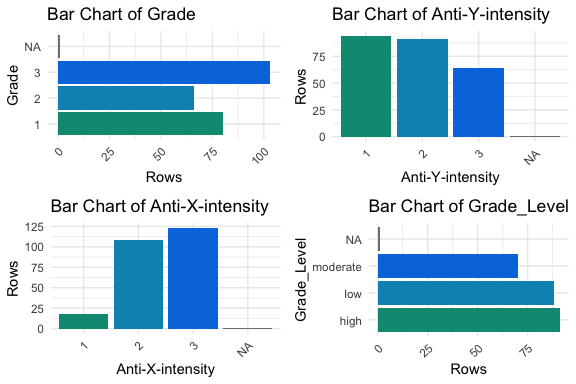 Bar Chart of Grade
Grade
NA
3
2
1
0
25
50
75
100
Rows
Bar Chart of Anti-Y-intensity
Rows
75
50
25
0
1
2
3
NA
Anti-Y-intensity
Bar Chart of Anti-X-intensity
Rows
125
100
75
50
25
0
1
2
3
NA
Anti-X-intensity
Bar Chart of Grade_Level
Grade_Level
NA
moderate
low
high
0
25
50
75
Rows